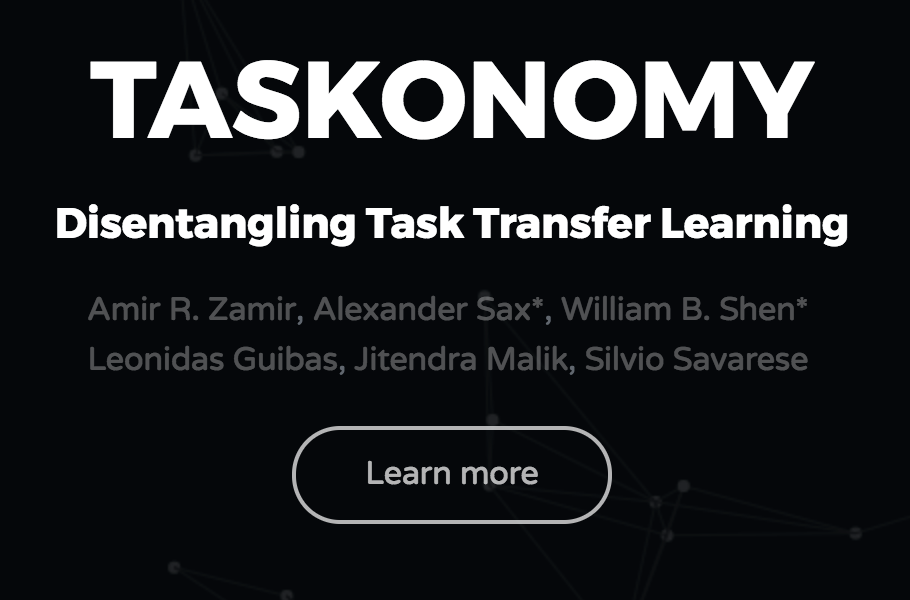 TASKONOMY
Disentangling Task Transfer Learning
Amir R. Zamir, Alexander Sax*, William B. Shen*
Leonidas Guibas, Jitendra Malik, Silvio Savarese
Learn more